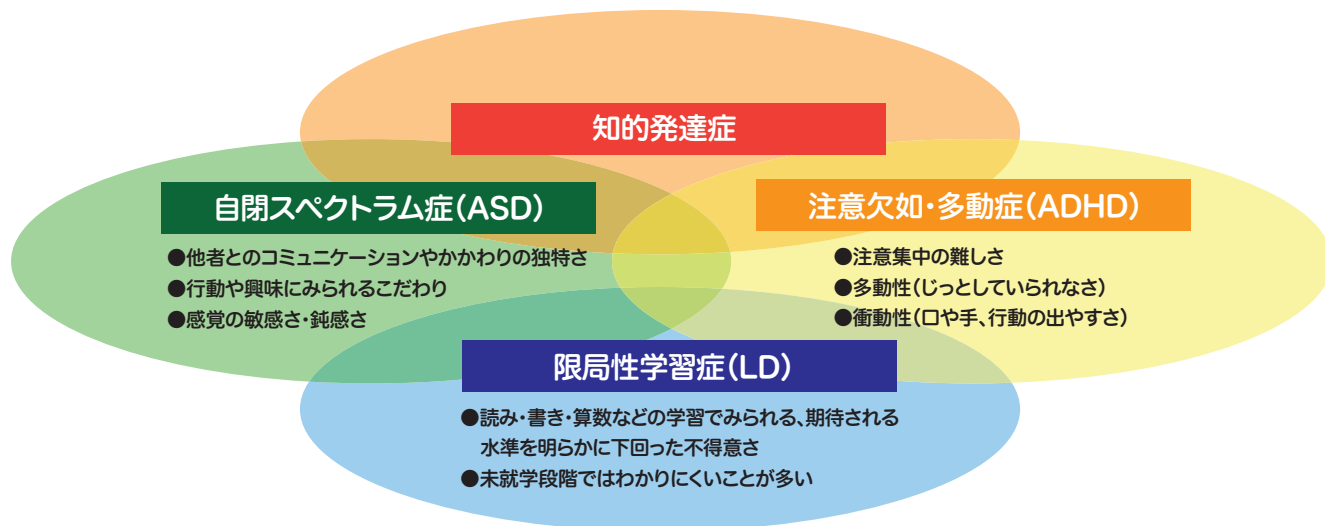 知的発達症
自閉スペクトラム症(ASD)
●他者とのコミュニケーションやかかわりの独特さ
●行動や興味にみられるこだわり
●感覚の敏感さ・鈍感さ
注意欠如・多動症(ADHD)
●注意集中の難しさ
●多動性(じっとしていられなさ)
●衝動性(口や手、行動の出やすさ)
限局性学習症(LD)
●読み・書き・算数などの学習でみられる、期待される
水準を明らかに下回った不得意さ
●未就学段階ではわかりにくいことが多い